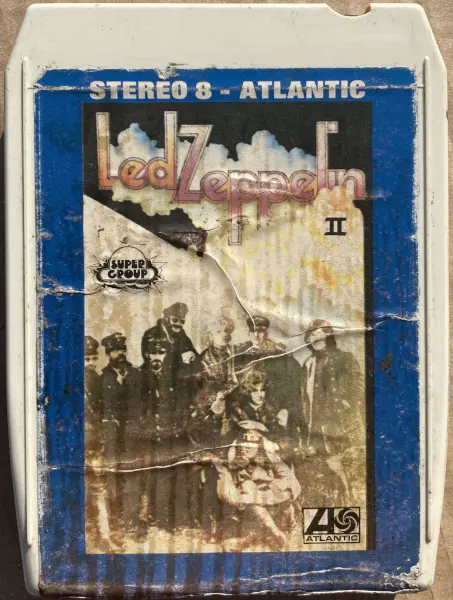 STEREO 8 - ATLANTIC
Led Zeppelin
II
SUPER
GROUP
ATLANTIC